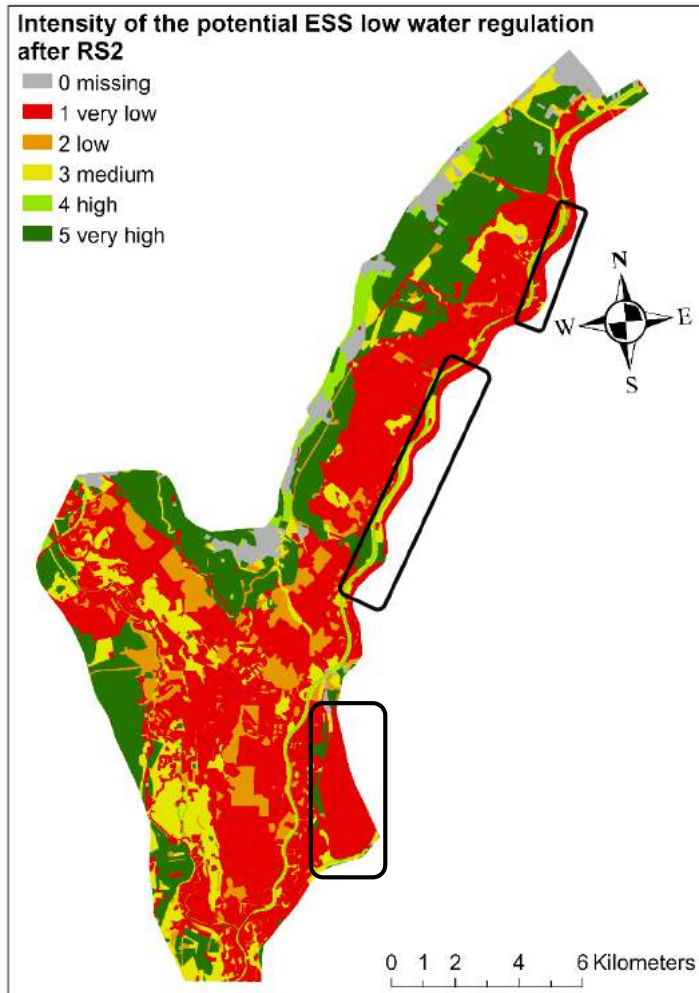 Intensity of the potential ESS low water regulation
after RS2
0 missing
1 very low
2 low
3 medium
4 high
5 very high
N
W E
S
0 1 2 4 6 Kilometers